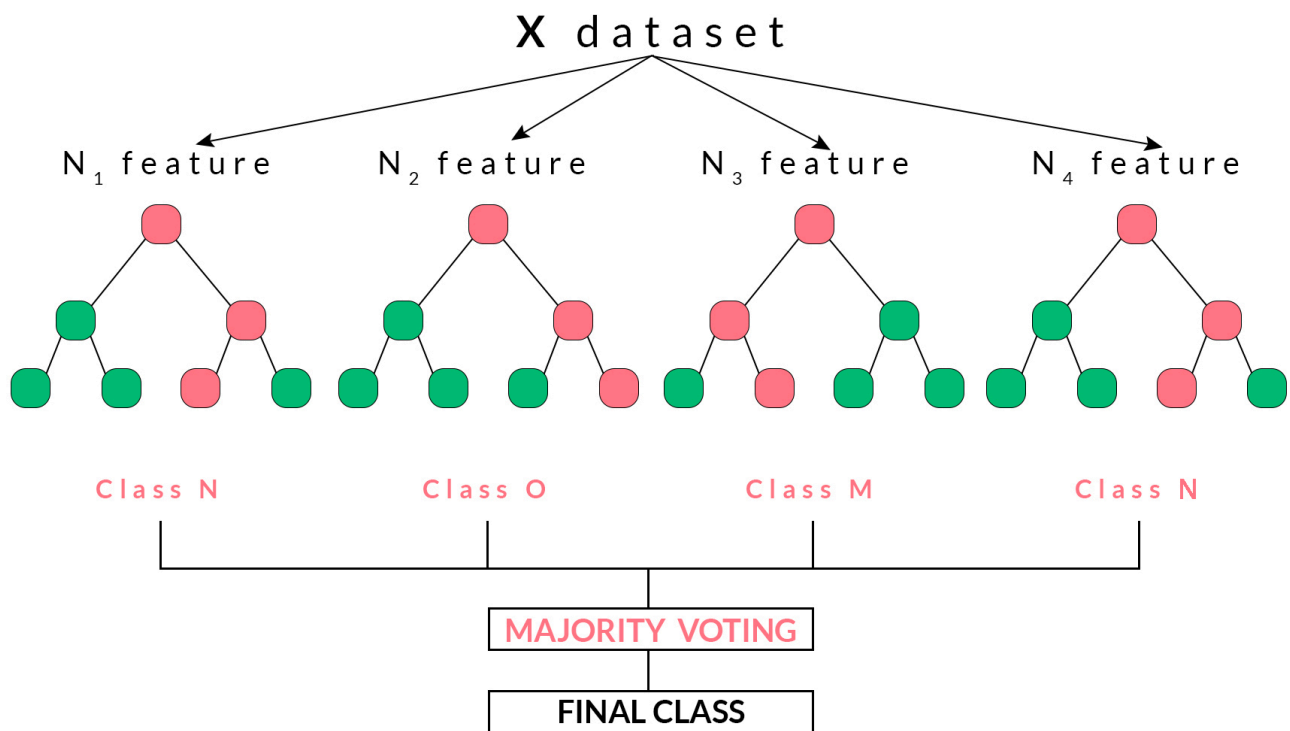 X dataset
N₁ feature
N₂ feature
N₃ feature
N₄ feature
Class N
Class O
Class M
Class N
MAJORITY VOTING
FINAL CLASS